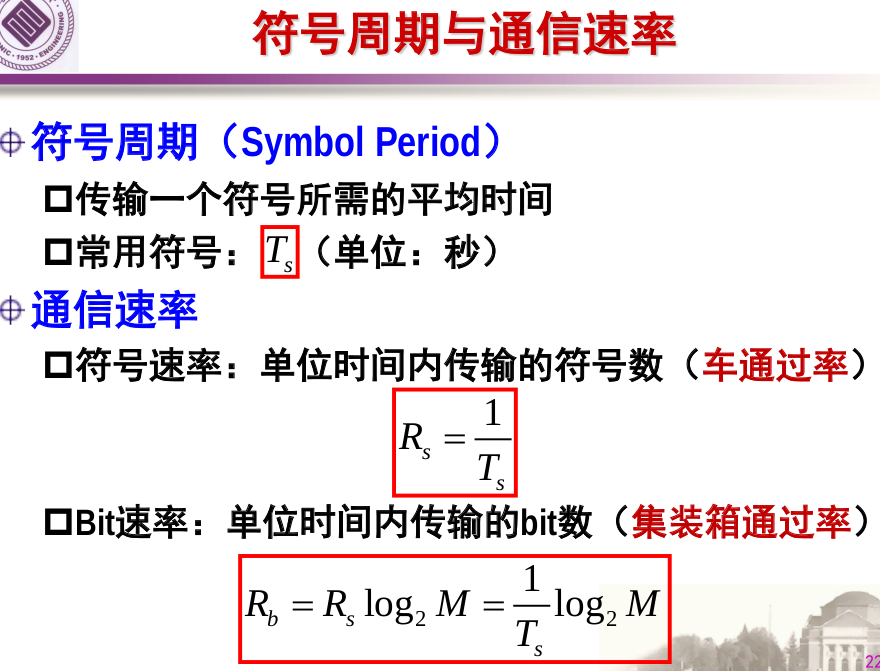 符号周期与通信速率
NIC · 1952 · ENGINEERING
符号周期（Symbol Period）
传输一个符号所需的平均时间
常用符号：T_s（单位：秒）
通信速率
符号速率：单位时间内传输的符号数（车通过率）
R_s = 1/T_s
Bit速率：单位时间内传输的bit数（集装箱通过率）
R_b = R_s log_2 M = 1/T_s log_2 M
22